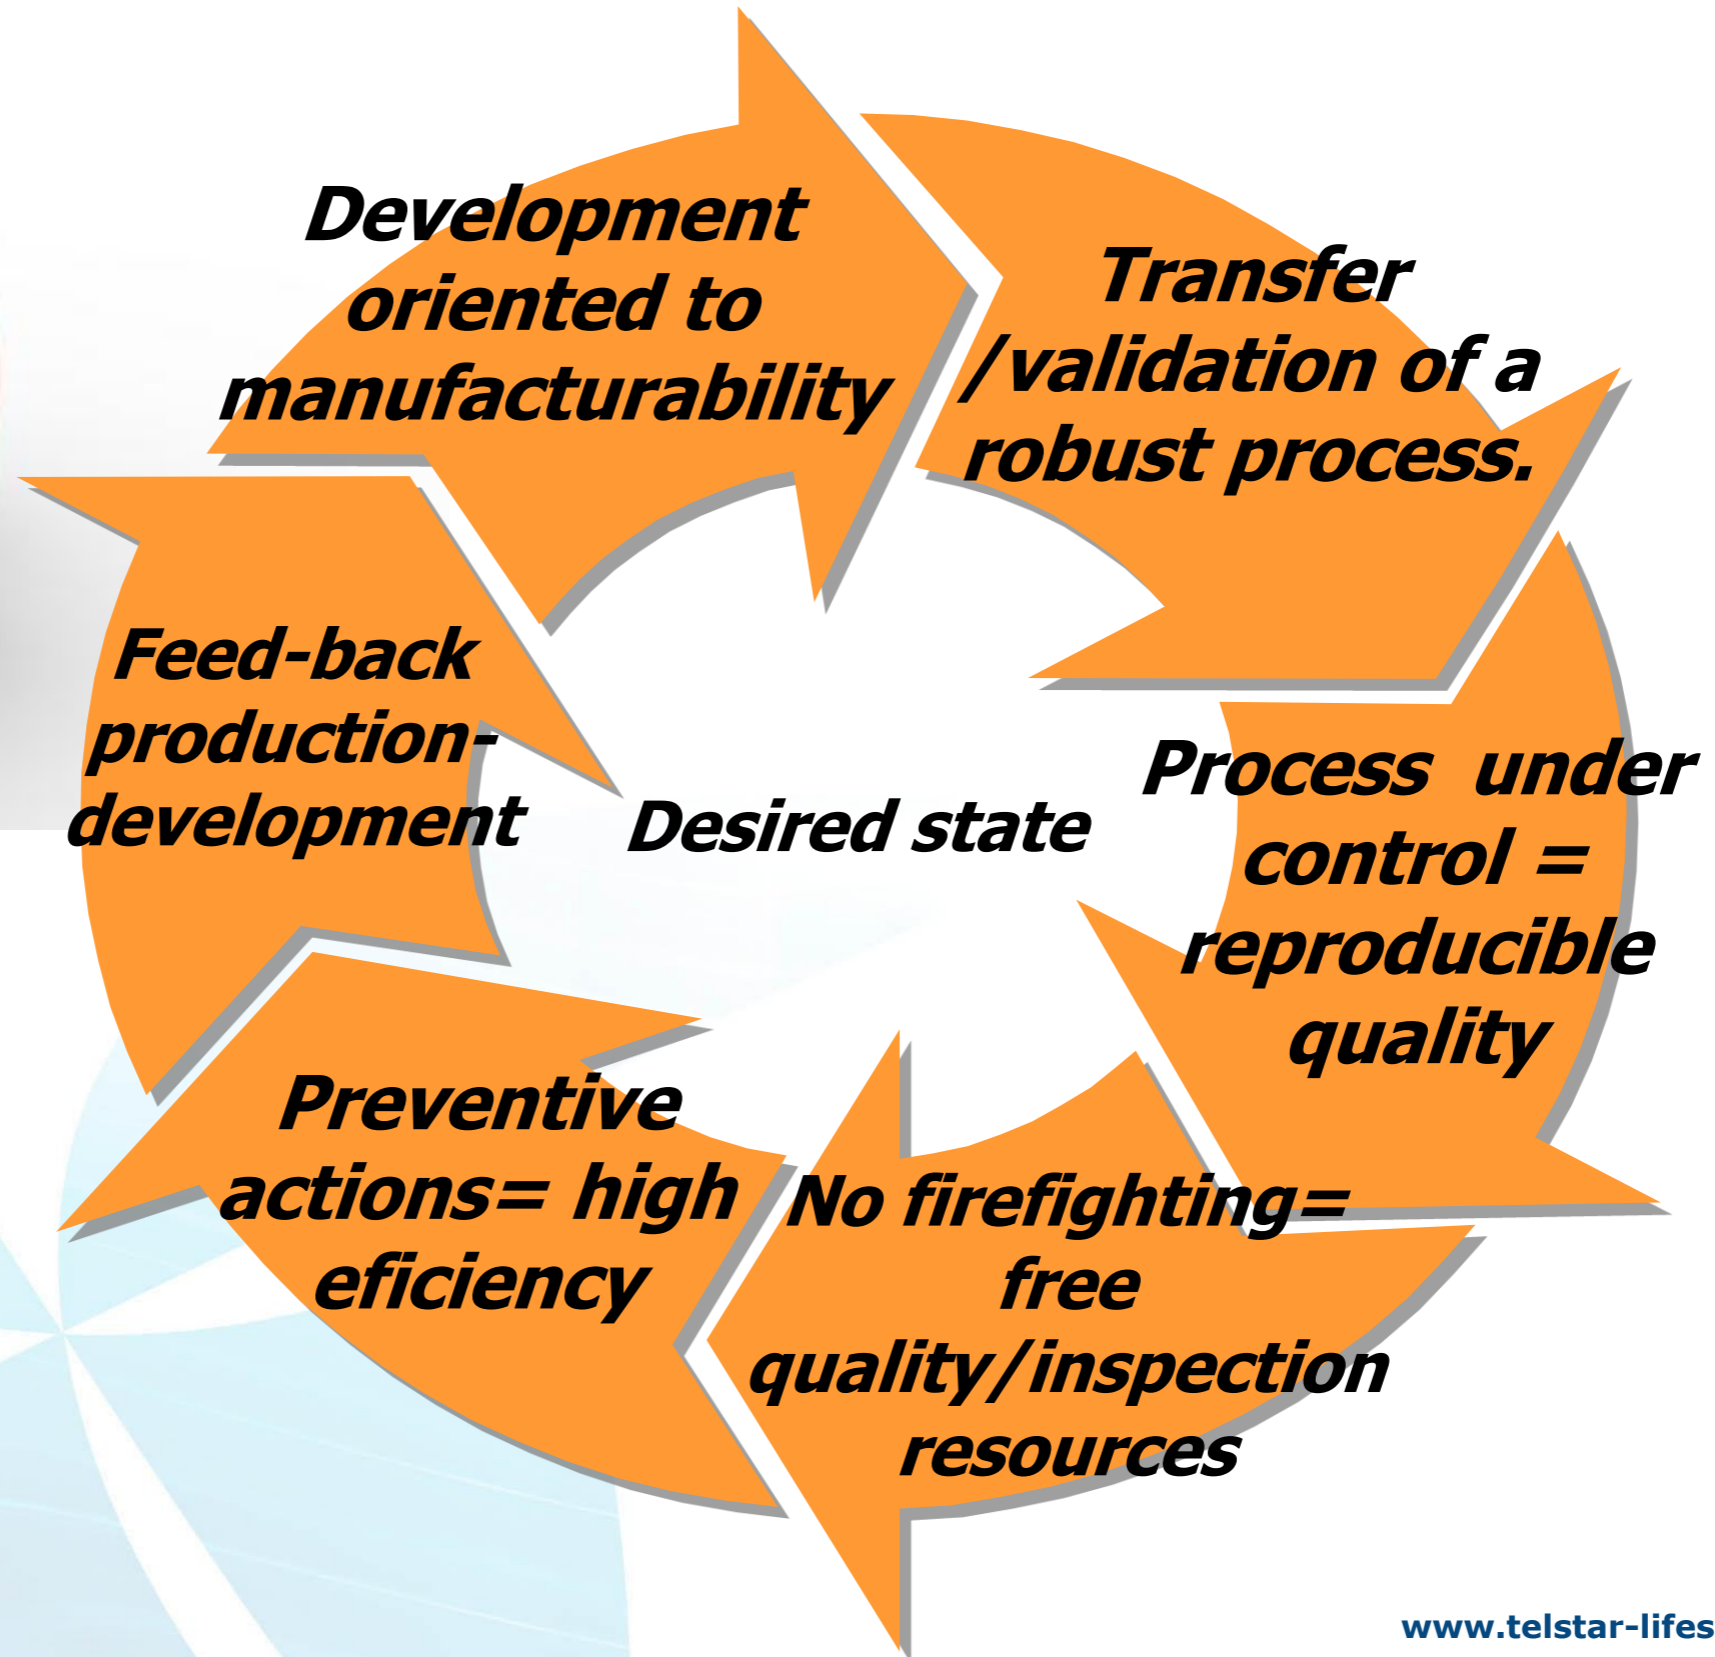 Development
oriented to
manufacturability
Transfer
/validation of a
robust process.
Process under
control =
reproducible
quality
No firefighting=
free
quality/inspection
resources
Preventive
actions= high
eficiency
Feed-back
production-
development
Desired state
www.telstar-lifes